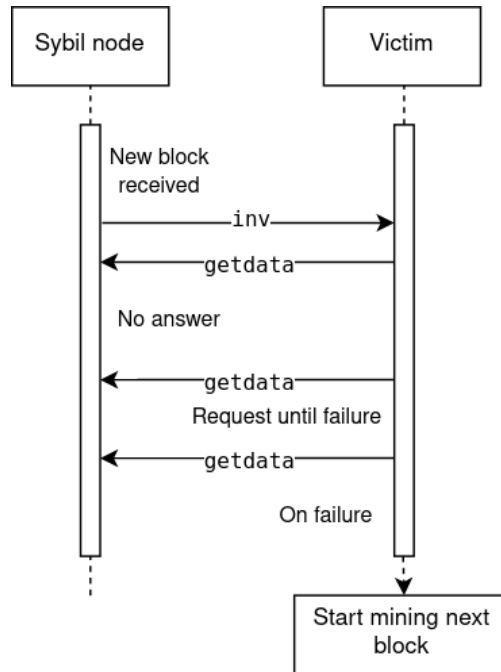 Sybil node
Victim
New block
received
inv
getdata
No answer
getdata
Request until failure
getdata
On failure
Start mining next
block